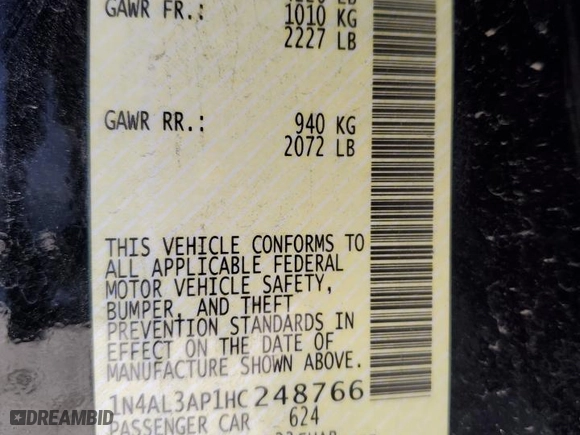 GAWR FR.: 1010 KG
2227 LB
GAWR RR.: 940 KG
2072 LB
THIS VEHICLE CONFORMS TO
ALL APPLICABLE FEDERAL
MOTOR VEHICLE SAFETY,
BUMPER, AND THEFT
PREVENTION STANDARDS IN
EFFECT ON THE DATE OF
MANUFACTURE SHOWN ABOVE.
1N4AL3AP1HC248766
PASSENGER CAR 624
DREAMBID